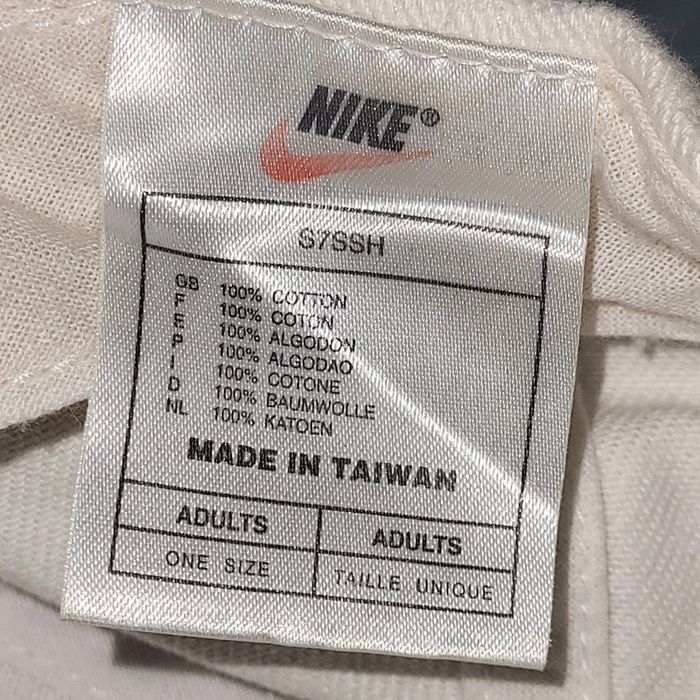 NIKE®
S7SSH
GB 100% COTTON
F 100% COTON
E 100% ALGODON
P 100% ALGODAO
I 100% COTONE
D 100% BAUMWOLLE
NL 100% KATOEN
MADE IN TAIWAN
ADULTS ADULTS
ONE SIZE TAILLE UNIQUE